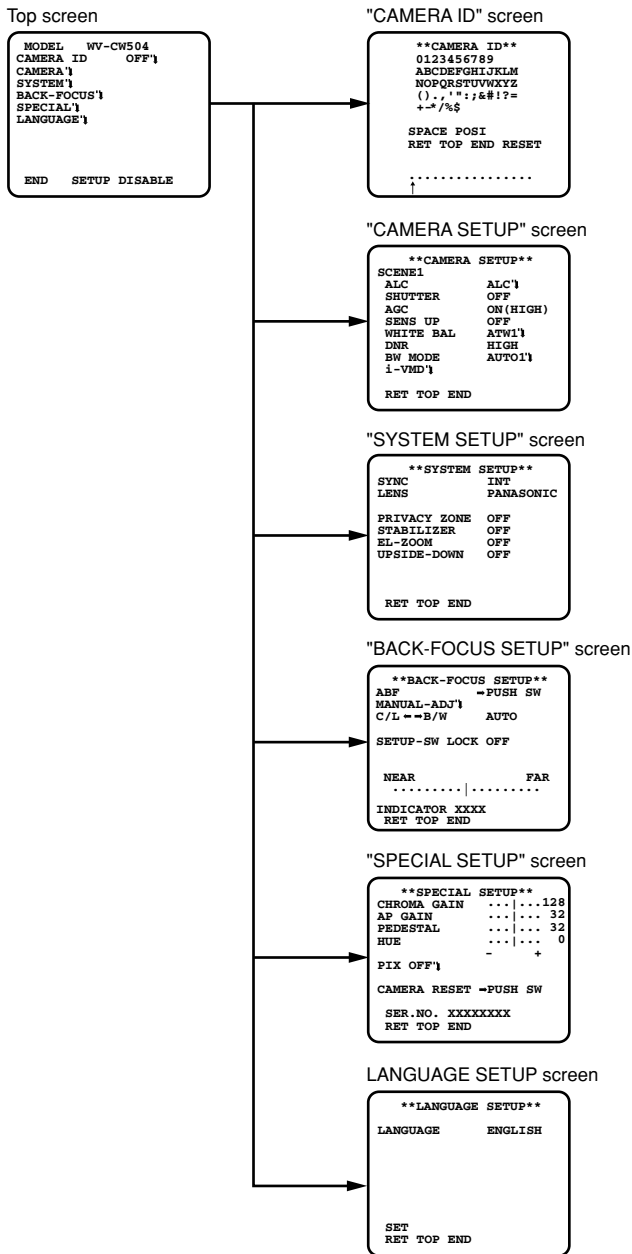 Top screen
MODEL WV-CW504
CAMERA ID OFF↵
CAMERA↵
SYSTEM↵
BACK-FOCUS↵
SPECIAL↵
LANGUAGE↵
END SETUP DISABLE
"CAMERA ID" screen
**CAMERA ID**
0123456789
ABCDEFGHIJKLM
NOPQRSTUVWXYZ
().,'":;&#!?=
+-*/%$
SPACE POSI
RET TOP END RESET
................
↑
"CAMERA SETUP" screen
**CAMERA SETUP**
SCENE1
ALC ALC↵
SHUTTER OFF
AGC ON(HIGH)
SENS UP OFF
WHITE BAL ATW1↵
DNR HIGH
BW MODE AUTO1↵
i-VMD↵
RET TOP END
"SYSTEM SETUP" screen
**SYSTEM SETUP**
SYNC INT
LENS PANASONIC
PRIVACY ZONE OFF
STABILIZER OFF
EL-ZOOM OFF
UPSIDE-DOWN OFF
RET TOP END
"BACK-FOCUS SETUP" screen
**BACK-FOCUS SETUP**
ABF ➡PUSH SW
MANUAL-ADJ↵
C/L⬅➡B/W AUTO
SETUP-SW LOCK OFF
NEAR FAR
.........|.........
INDICATOR XXXX
RET TOP END
"SPECIAL SETUP" screen
**SPECIAL SETUP**
CHROMA GAIN ...|...128
AP GAIN ...|... 32
PEDESTAL ...|... 32
HUE ...|... 0
- +
PIX OFF↵
CAMERA RESET ➡PUSH SW
SER.NO. XXXXXXXX
RET TOP END
LANGUAGE SETUP screen
**LANGUAGE SETUP**
LANGUAGE ENGLISH
SET
RET TOP END